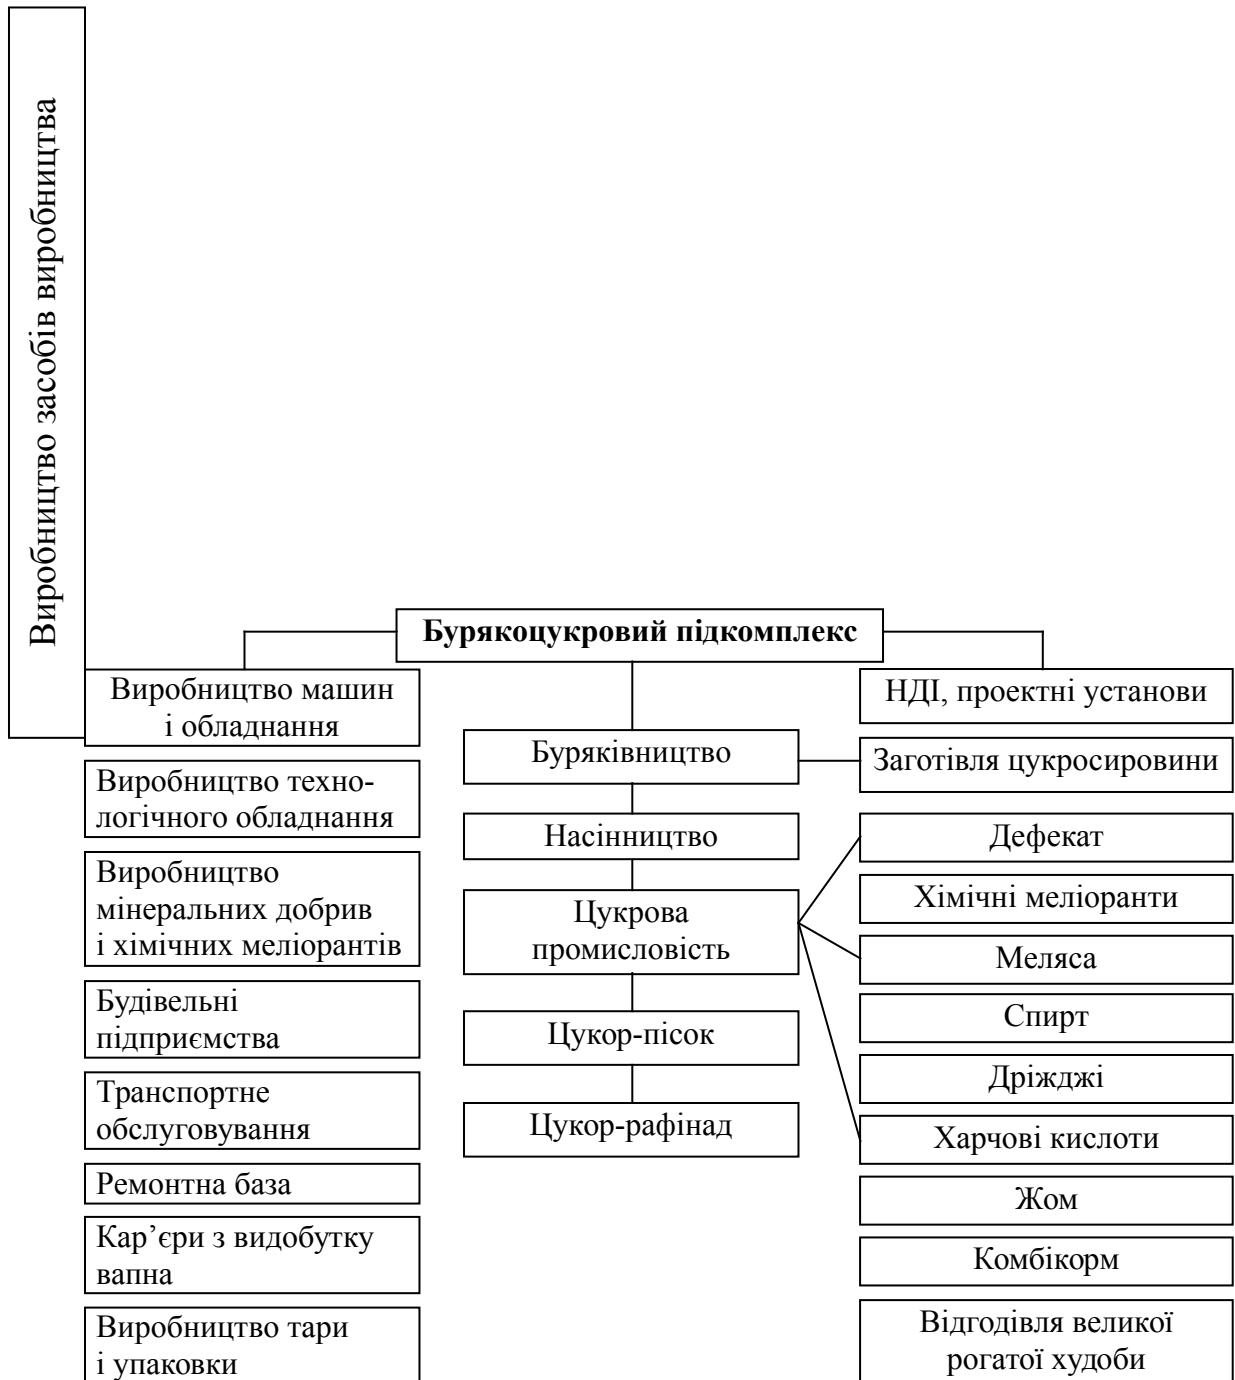 Виробництво засобів виробництва
Бурякоцукровий підкомплекс
Виробництво машин
і обладнання
Виробництво техно-
логічного обладнання
Виробництво
мінеральних добрив
і хімічних меліорантів
Будівельні
підприємства
Транспортне
обслуговування
Ремонтна база
Кар’єри з видобутку
вапна
Виробництво тари
і упаковки
Буряківництво
Насінництво
Цукрова
промисловість
Цукор-пісок
Цукор-рафінад
НДІ, проектні установи
Заготівля цукросировини
Дефекат
Хімічні меліоранти
Меляса
Спирт
Дріжджі
Харчові кислоти
Жом
Комбікорм
Відгодівля великої
рогатої худоби